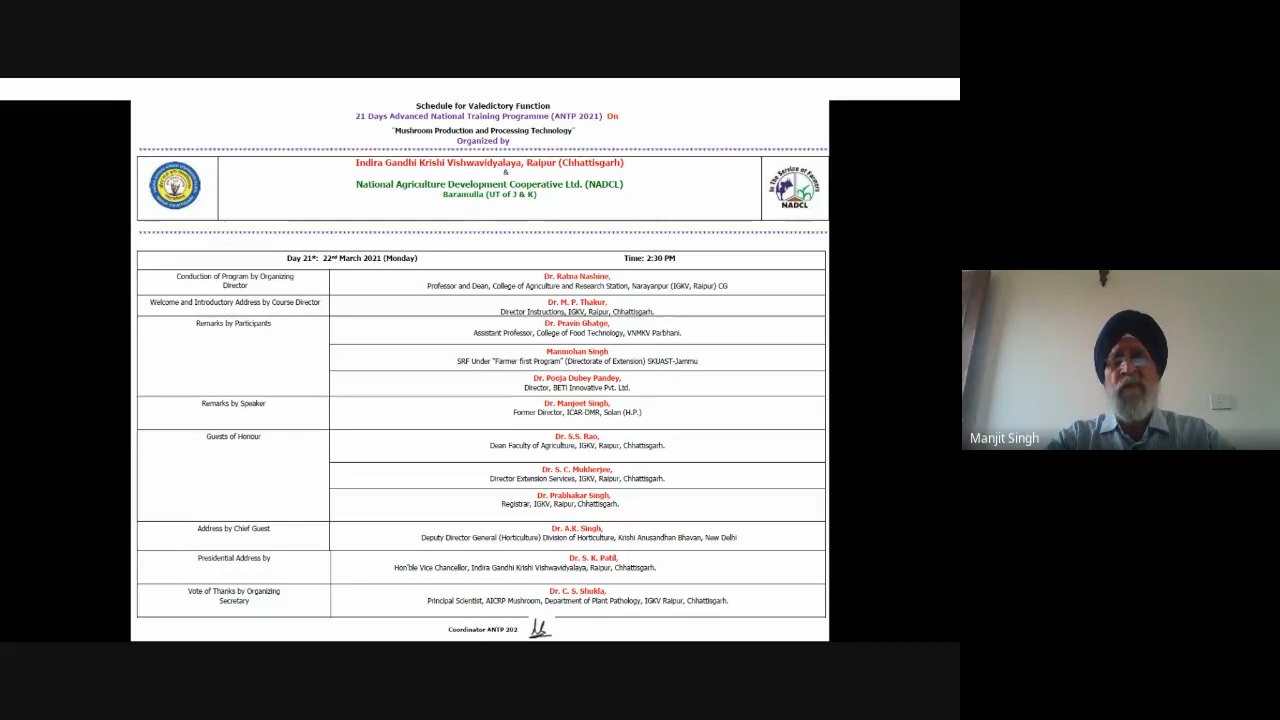 Schedule for Valedictory Function
21 Days Advanced National Training Programme (ANTP 2021) On
"Mushroom Production and Processing Technology"
Organized by
Indira Gandhi Krishi Vishwavidyalaya, Raipur (Chhattisgarh)
&
National Agriculture Development Cooperative Ltd. (NADCL)
Baramulla (UT of J & K)
In The Service of Farmers
NADCL
Day 21st: 22nd March 2021 (Monday) Time: 2:30 PM
Conduction of Program by Organizing
Director
Dr. Ratna Nashine,
Professor and Dean, College of Agriculture and Research Station, Narayanpur (IGKV, Raipur) CG
Welcome and Introductory Address by Course Director
Dr. M. P. Thakur,
Director Instructions, IGKV, Raipur, Chhattisgarh.
Remarks by Participants
Dr. Pravin Ghatge,
Assistant Professor, College of Food Technology, VNMKV Parbhani.
Manmohan Singh
SRF Under "Farmer first Program" (Directorate of Extension) SKUAST-Jammu
Dr. Pooja Dubey Pandey,
Director, BETi Innovative Pvt. Ltd.
Remarks by Speaker
Dr. Manjeet Singh,
Former Director, ICAR-DMR, Solan (H.P.)
Guests of Honour
Dr. S.S. Rao,
Dean Faculty of Agriculture, IGKV, Raipur, Chhattisgarh.
Dr. S. C. Mukherjee,
Director Extension Services, IGKV, Raipur, Chhattisgarh.
Dr. Prabhakar Singh,
Registrar, IGKV, Raipur, Chhattisgarh.
Address by Chief Guest
Dr. A.K. Singh,
Deputy Director General (Horticulture) Division of Horticulture, Krishi Anusandhan Bhavan, New Delhi
Presidential Address by
Dr. S. K. Patil,
Hon'ble Vice Chancellor, Indira Gandhi Krishi Vishwavidyalaya, Raipur, Chhattisgarh.
Vote of Thanks by Organizing
Secretary
Dr. C. S. Shukla,
Principal Scientist, AICRP Mushroom, Department of Plant Pathology, IGKV Raipur, Chhattisgarh.
Coordinator ANTP 202
Manjit Singh